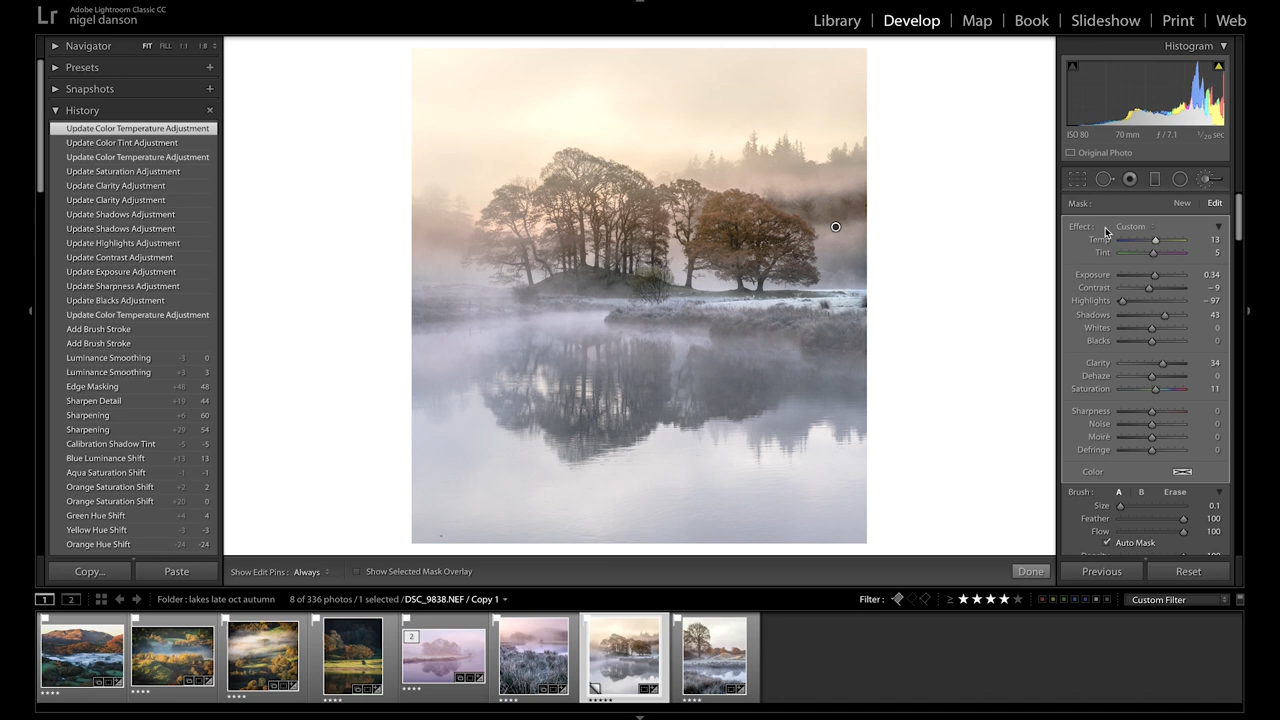 Lr
Adobe Lightroom Classic CC
nigel danson
Library | Develop | Map | Book | Slideshow | Print | Web
Navigator FIT FILL 1:1 1:8
Presets +
Snapshots +
History ×
Update Color Temperature Adjustment
Update Color Tint Adjustment
Update Color Temperature Adjustment
Update Saturation Adjustment
Update Clarity Adjustment
Update Clarity Adjustment
Update Shadows Adjustment
Update Shadows Adjustment
Update Highlights Adjustment
Update Contrast Adjustment
Update Exposure Adjustment
Update Sharpness Adjustment
Update Blacks Adjustment
Update Color Temperature Adjustment
Add Brush Stroke
Add Brush Stroke
Luminance Smoothing -3 0
Luminance Smoothing +3 3
Edge Masking +48 48
Sharpen Detail +19 44
Sharpening +6 60
Sharpening +29 54
Calibration Shadow Tint -5 -5
Blue Luminance Shift +13 13
Aqua Saturation Shift -1 -1
Orange Saturation Shift +2 2
Orange Saturation Shift +20 0
Green Hue Shift +4 4
Yellow Hue Shift -3 -3
Orange Hue Shift -24 -24
Copy... Paste
Show Edit Pins: Always
Show Selected Mask Overlay
Done
Histogram
ISO 80 70 mm ƒ / 7.1 1/20 sec
Original Photo
Mask : New Edit
Effect : Custom
Temp 13
Tint 5
Exposure 0.34
Contrast – 9
Highlights – 97
Shadows 43
Whites 0
Blacks 0
Clarity 34
Dehaze 0
Saturation 11
Sharpness 0
Noise 0
Moiré 0
Defringe 0
Color
Brush : A B Erase
Size 0.1
Feather 100
Flow 100
Auto Mask
Previous Reset
1 2 Folder : lakes late oct autumn 8 of 336 photos / 1 selected / DSC_9838.NEF / Copy 1 Filter : ≥ ★★★★★ Custom Filter
2